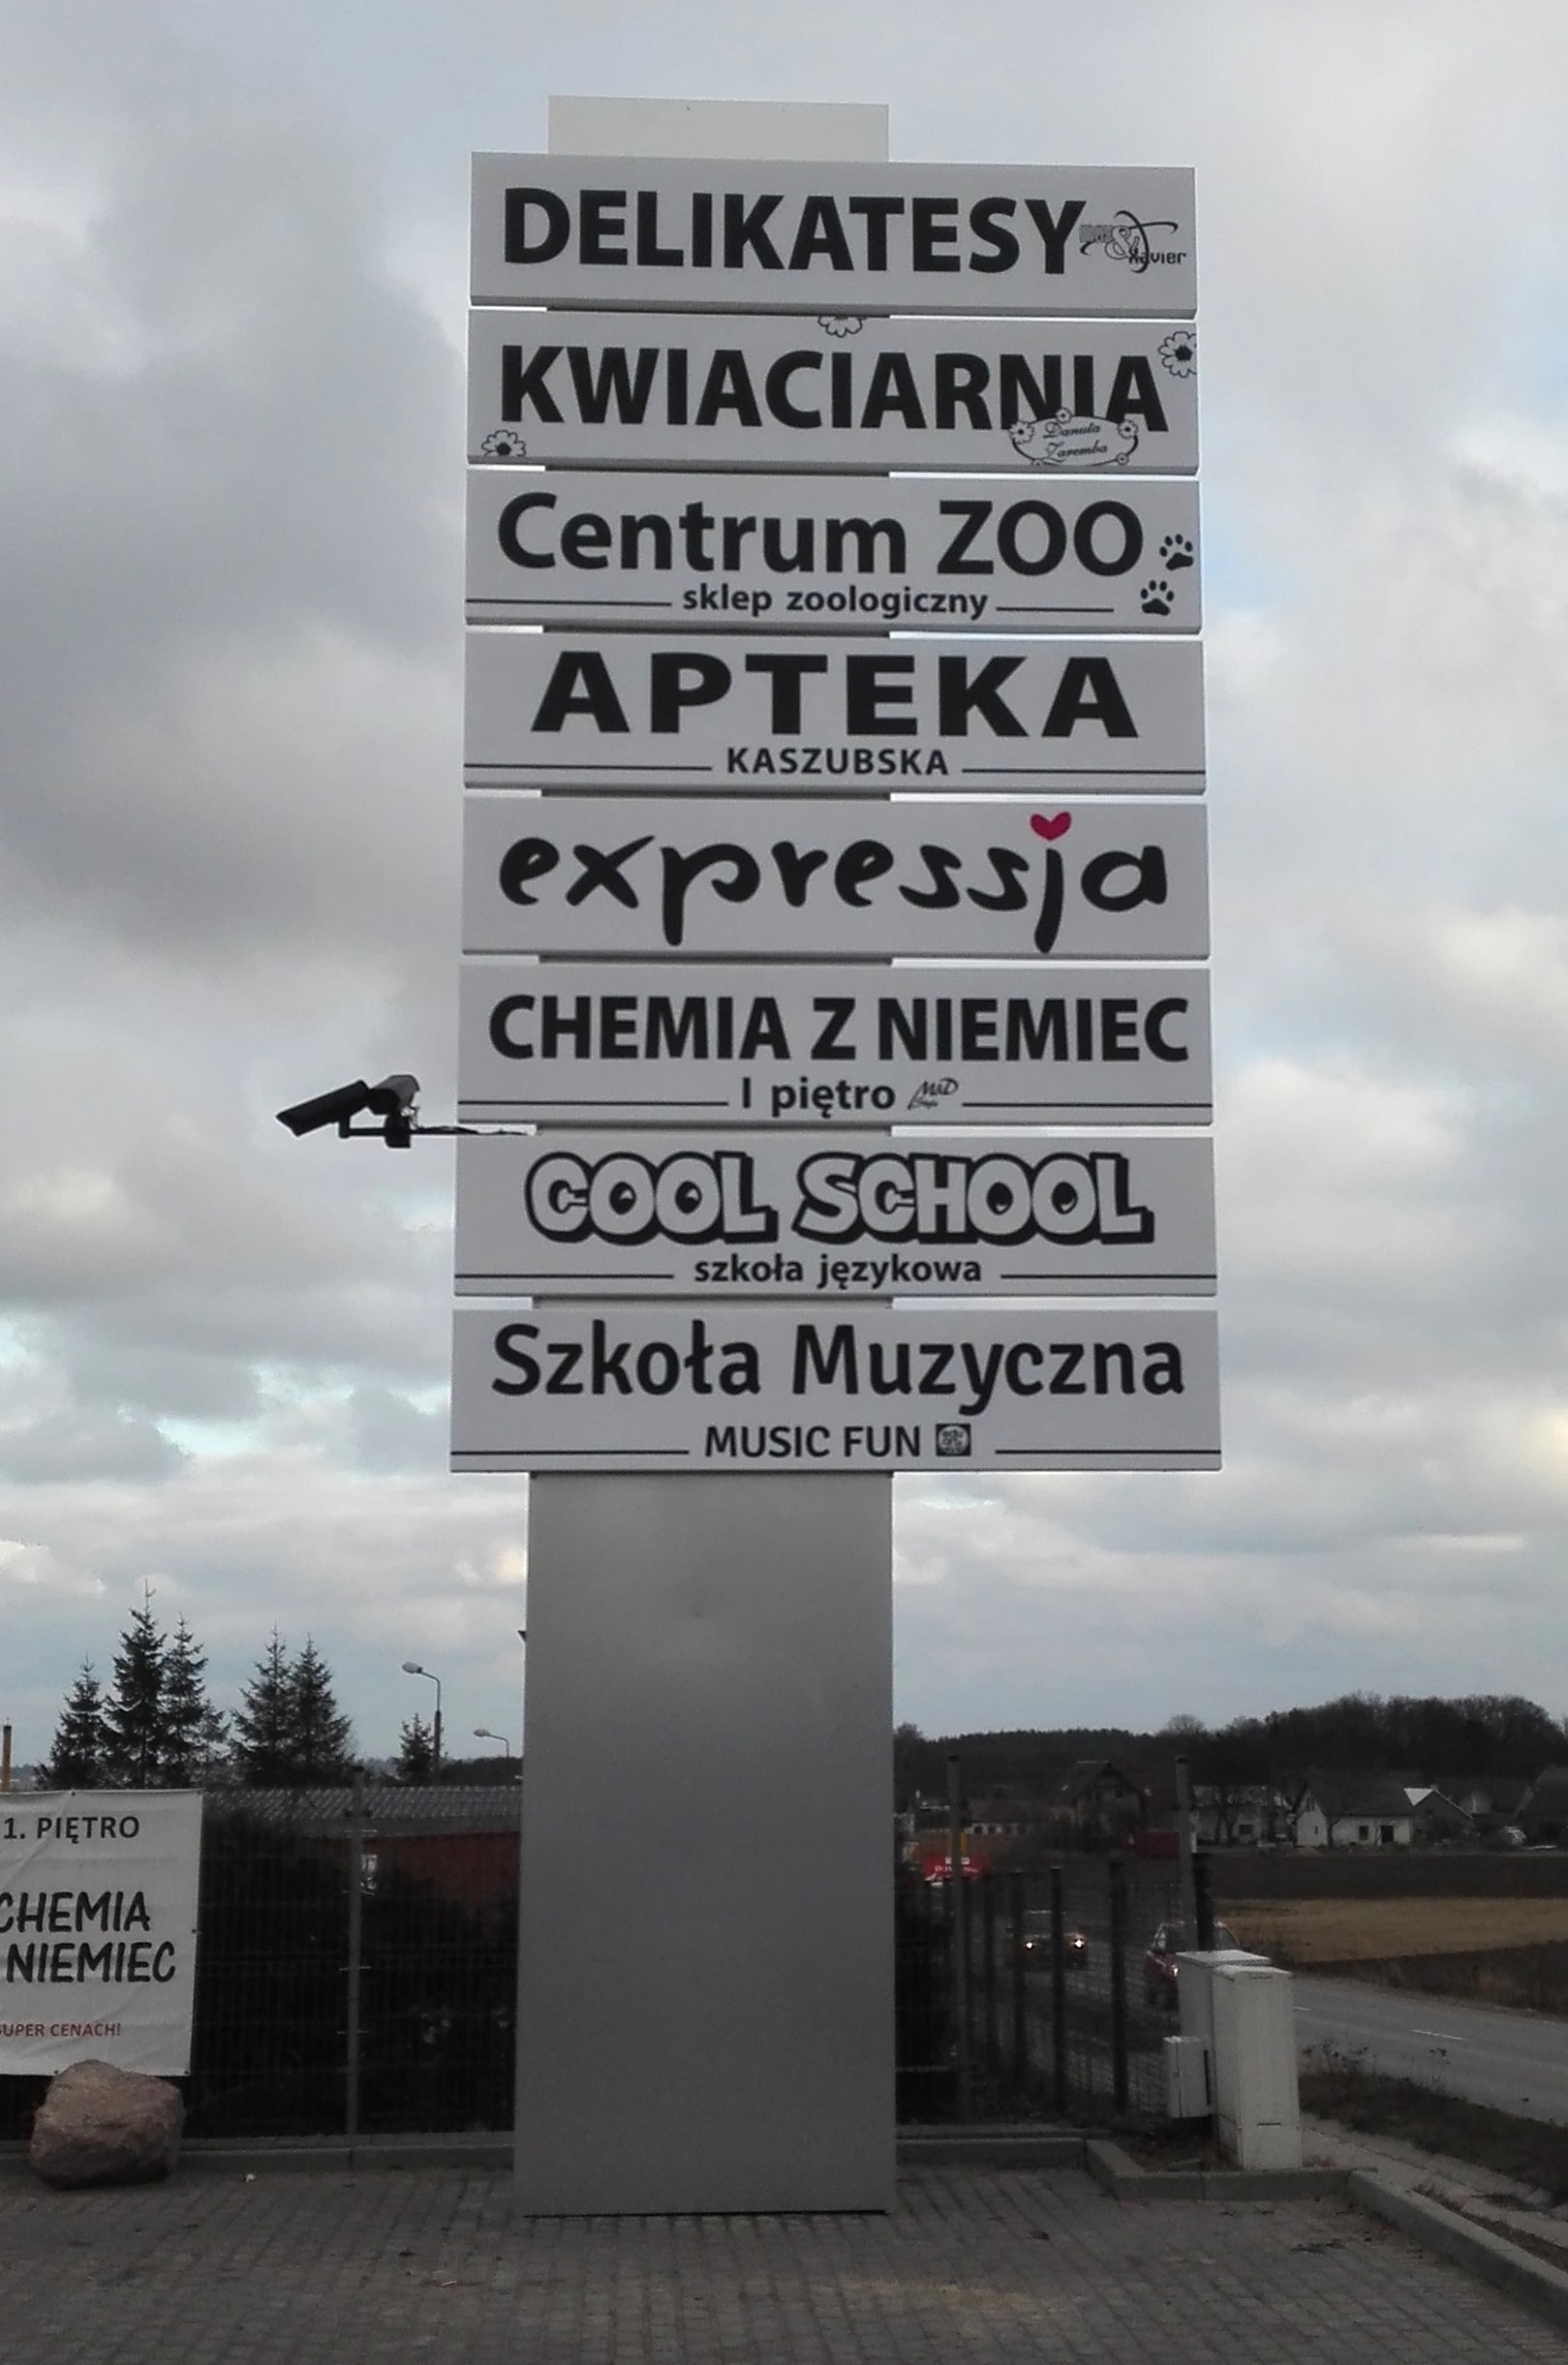 DELIKATESY
&
Xavier
KWIACIARNIA
Danuta
Zaremba
Centrum ZOO
sklep zoologiczny
APTEKA
KASZUBSKA
expressja
CHEMIA Z NIEMIEC
I piętro
COOL SCHOOL
szkoła językowa
Szkoła Muzyczna
MUSIC FUN
1. PIĘTRO
CHEMIA
NIEMIEC
SUPER CENACH!